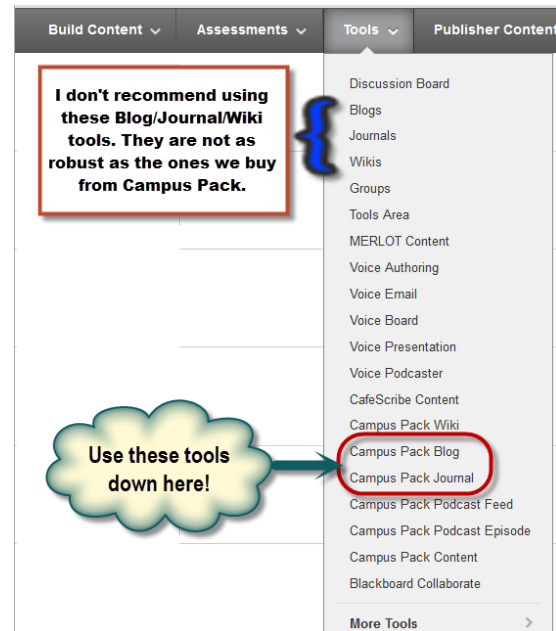 Build Content Assessments Tools Publisher Conten
I don't recommend using
these Blog/Journal/Wiki
tools. They are not as
robust as the ones we buy
from Campus Pack.
Discussion Board
Blogs
Journals
Wikis
Groups
Tools Area
MERLOT Content
Voice Authoring
Voice Email
Voice Board
Voice Presentation
Voice Podcaster
CafeScribe Content
Campus Pack Wiki
Campus Pack Blog
Campus Pack Journal
Campus Pack Podcast Feed
Campus Pack Podcast Episode
Campus Pack Content
Blackboard Collaborate
More Tools
Use these tools
down here!